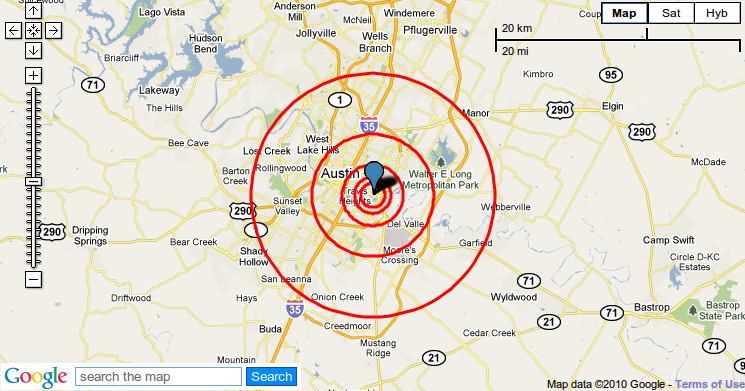 Lago Vista
Anderson
Mill
McNeil
Windemere
Pflugerville
Jollyville
Wells
Branch
Hudson
Bend
Briarcliff
Lakeway
The Hills
71
Map
Sat
Hyb
20 km
20 mi
Coupland
Kimbro
95
Elgin
290
290
McDade
1
35
Manor
Bee Cave
Lost Creek
West
Lake Hills
Barton
Creek
Rollingwood
Austin
Travis
Heights
Walter E Long
Metropolitan Park
Sunset
Valley
Webberville
290
290
Dripping
Springs
Bear Creek
Shady
Hollow
Del Valle
Moore's
Crossing
Garfield
Camp Swift
Circle D-KC
Estates
San Leanna
Driftwood
Hays
Onion Creek
35
Buda
Creedmoor
Mustang
Ridge
71
Wyldwood
Bastrop
Bastrop
State Park
Cedar Creek
21
21
71
Mountain
Google
search the map
Search
Map data ©2010 Google - Terms of Use